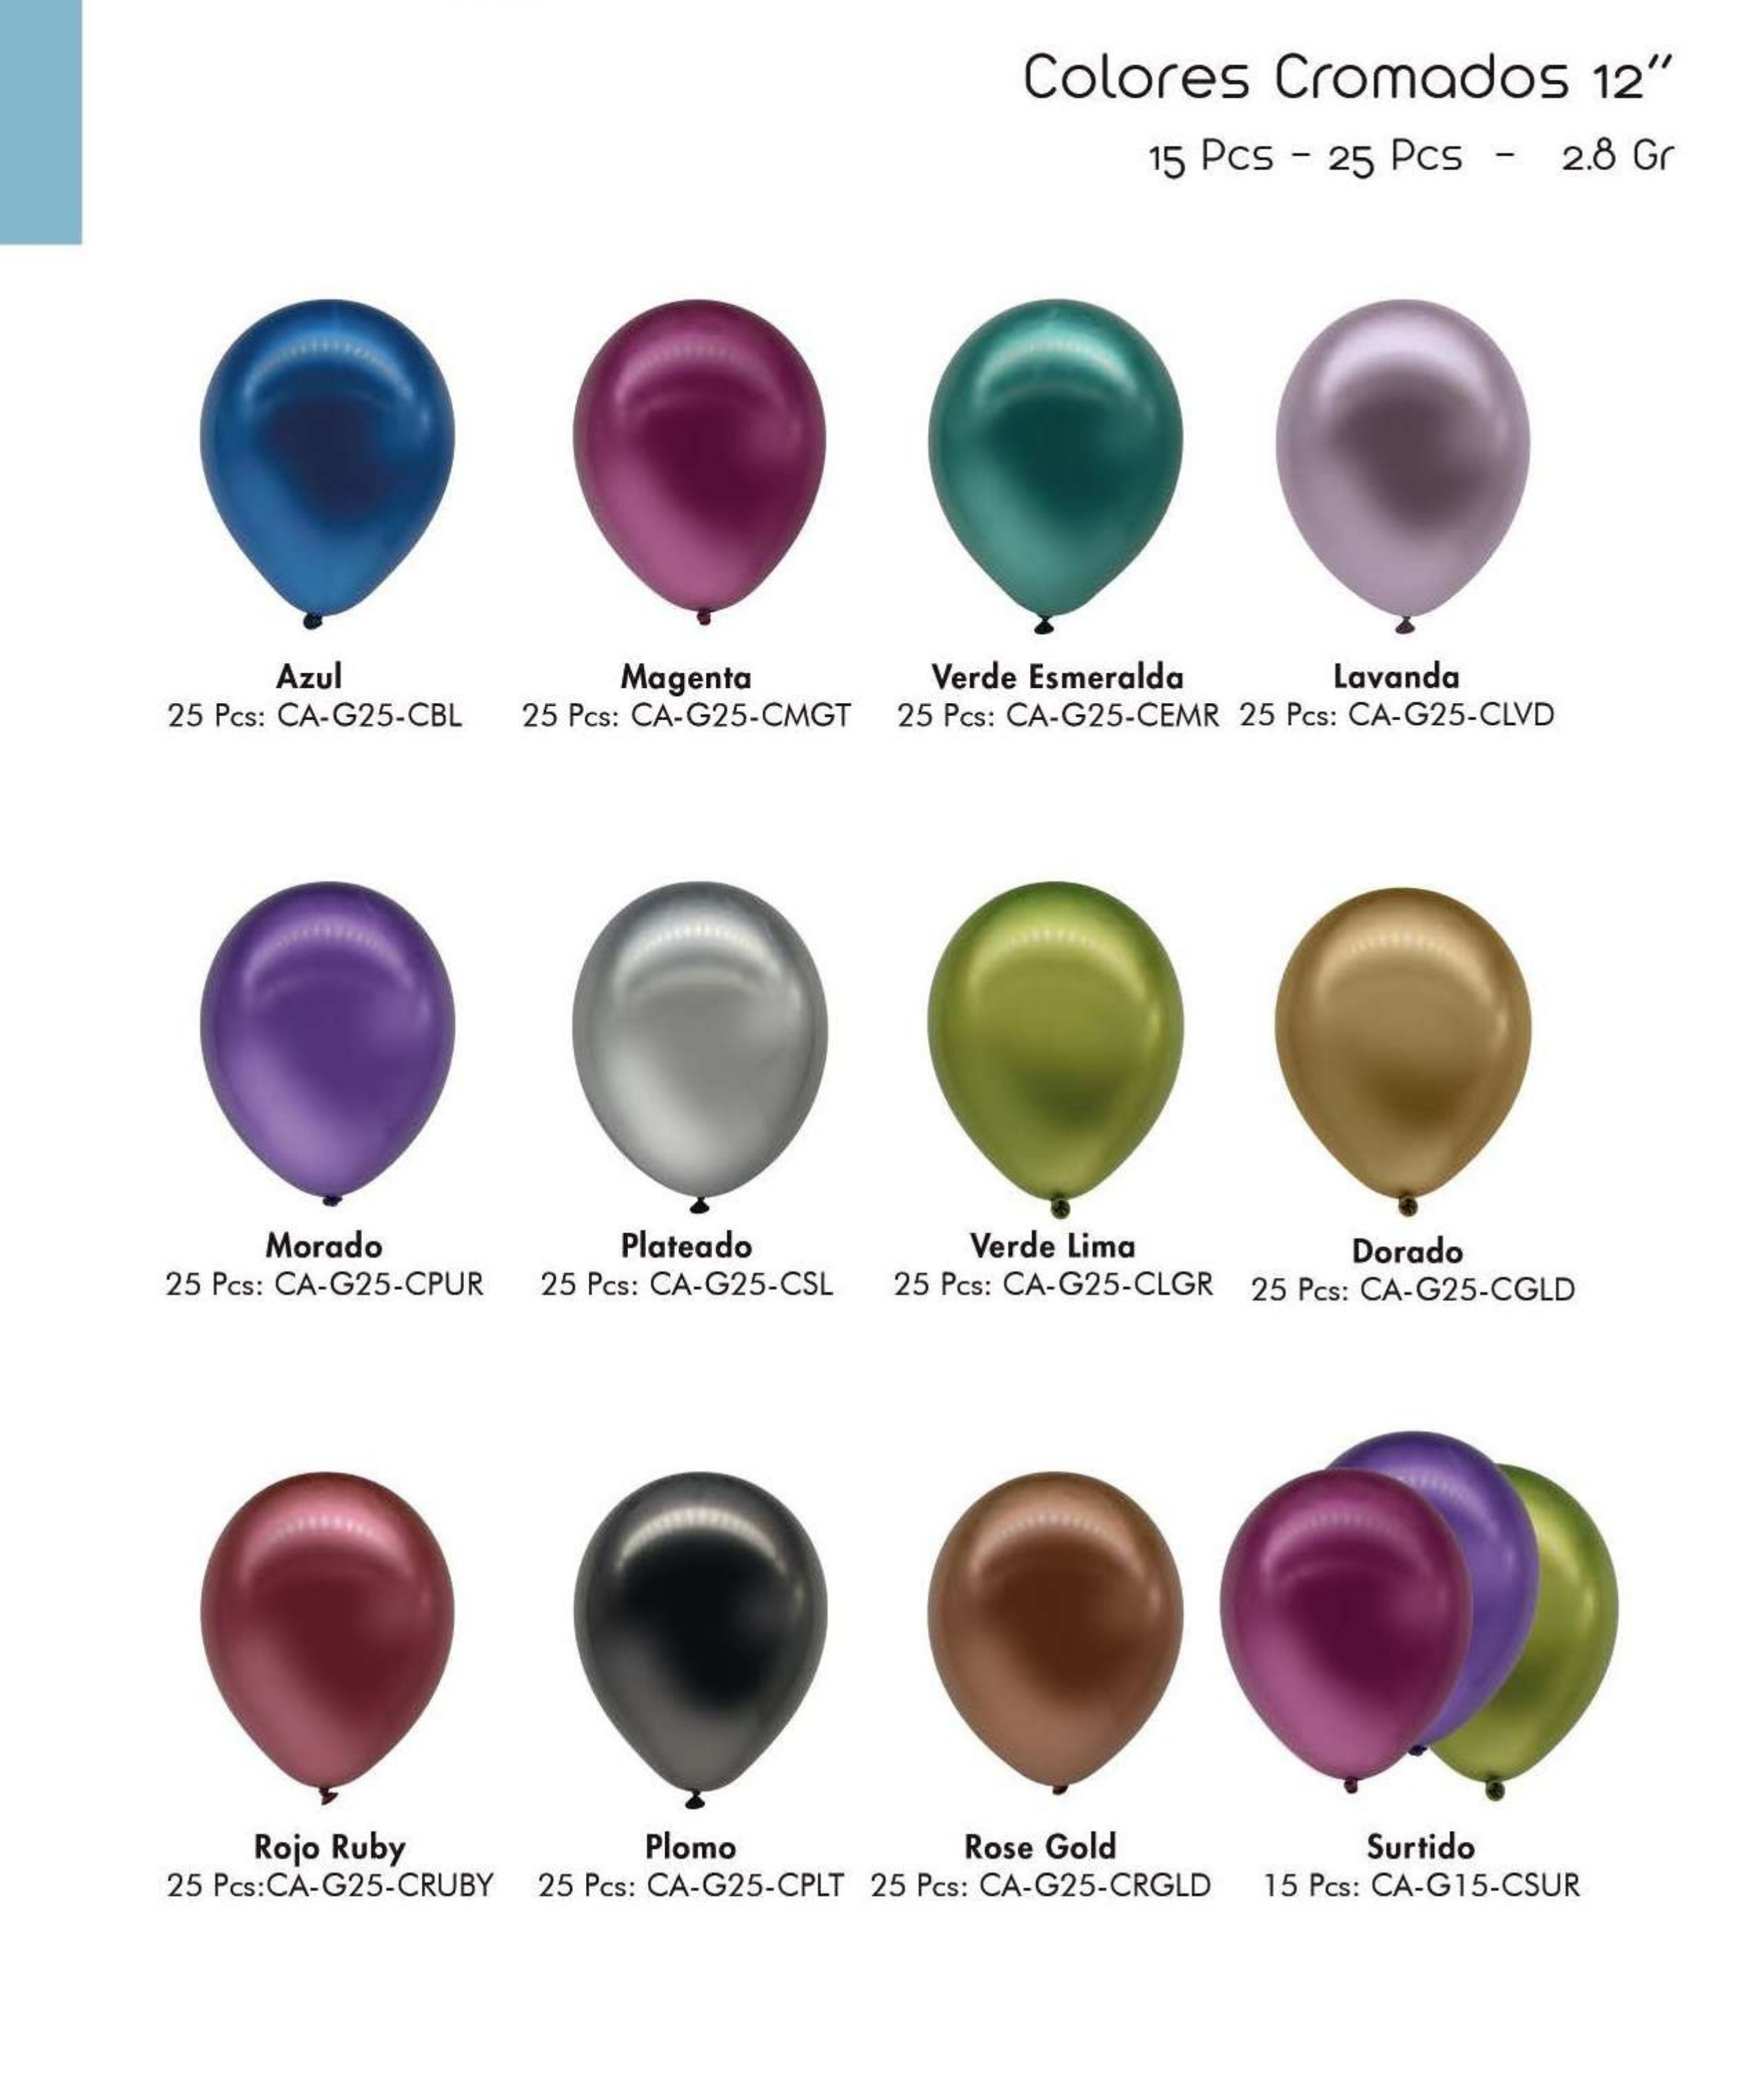 Colores Cromados 12"
15 Pcs - 25 Pcs - 2.8 Gr
Azul
25 Pcs: CA-G25-CBL
Magenta
25 Pcs: CA-G25-CMGT
Verde Esmeralda
25 Pcs: CA-G25-CEMR
Lavanda
25 Pcs: CA-G25-CLVD
Morado
25 Pcs: CA-G25-CPUR
Plateado
25 Pcs: CA-G25-CSL
Verde Lima
25 Pcs: CA-G25-CLGR
Dorado
25 Pcs: CA-G25-CGLD
Rojo Ruby
25 Pcs:CA-G25-CRUBY
Plomo
25 Pcs: CA-G25-CPLT
Rose Gold
25 Pcs: CA-G25-CRGLD
Surtido
15 Pcs: CA-G15-CSUR